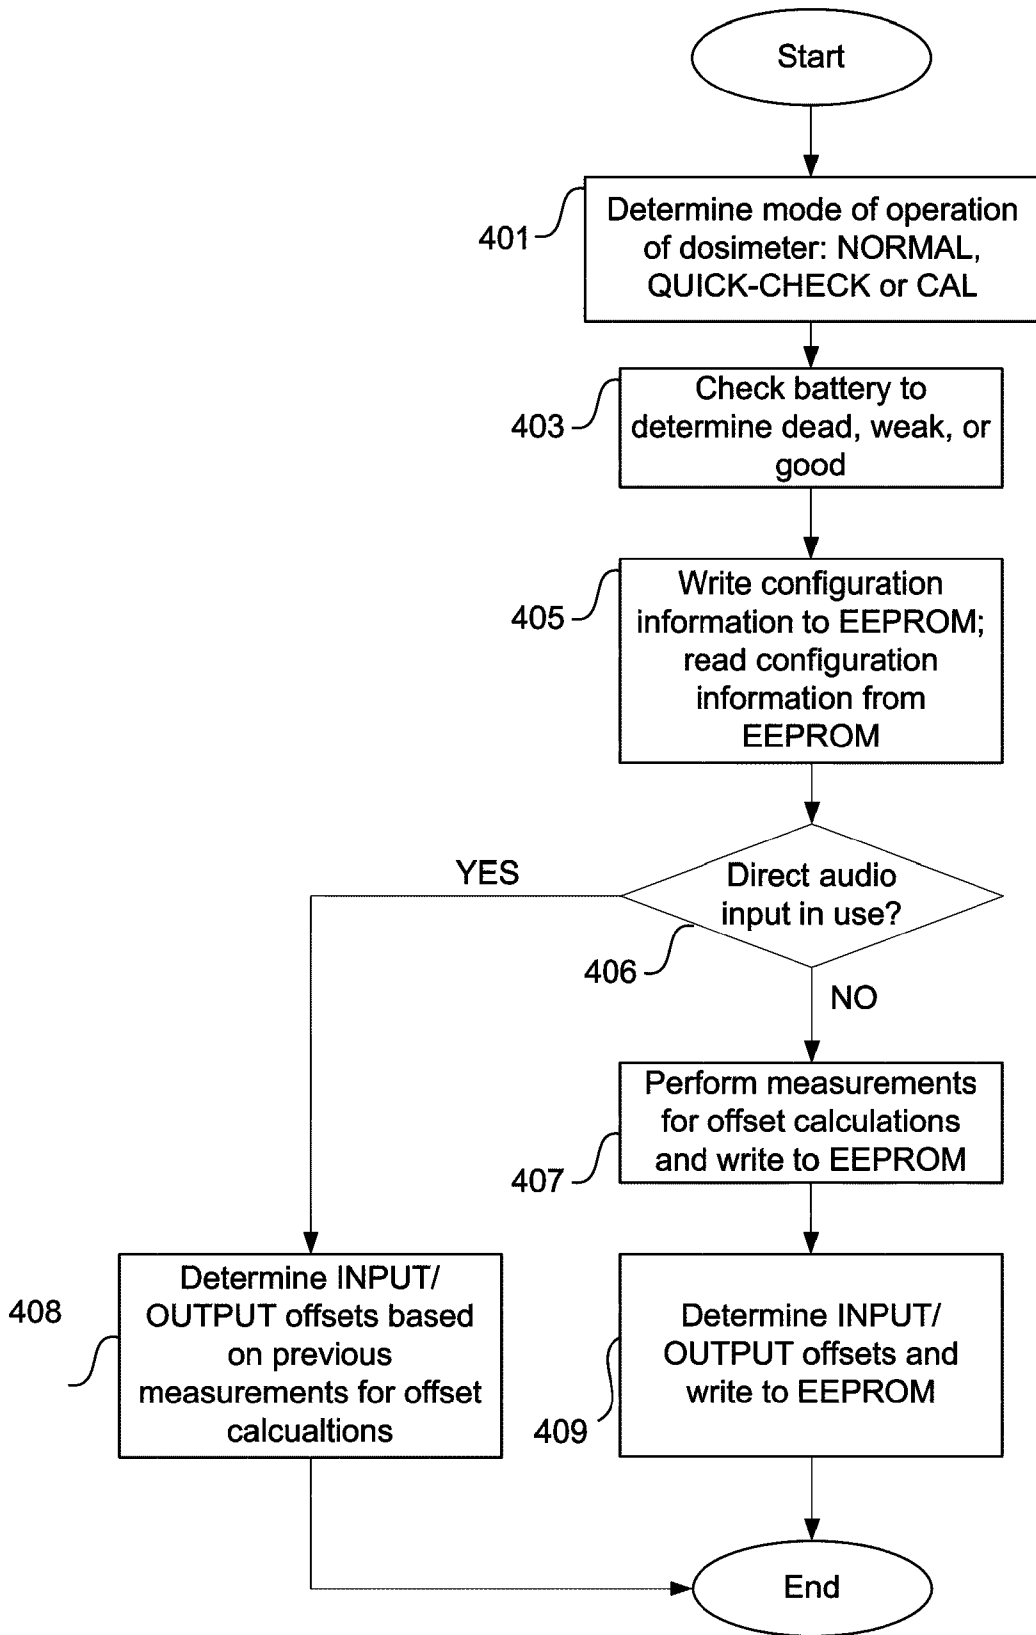 Start
401
Determine mode of operation
of dosimeter: NORMAL,
QUICK-CHECK or CAL
403
Check battery to
determine dead, weak, or
good
405
Write configuration
information to EEPROM;
read configuration
information from
EEPROM
YES
Direct audio
input in use?
406
NO
Perform measurements
for offset calculations
and write to EEPROM
407
408
Determine INPUT/
OUTPUT offsets based
on previous
measurements for offset
calcualtions
Determine INPUT/
OUTPUT offsets and
write to EEPROM
409
End